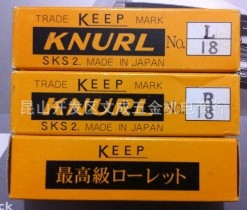 TRADE KEEP MARK
KNURL No. L 18
SKS2. MADE IN JAPAN
TRADE KEEP MARK
KNURL No. R 18
SKS2. MADE IN JAPAN
KEEP
最高級ローレット